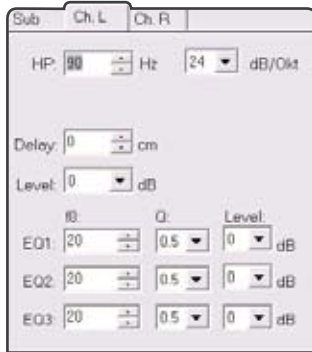 Sub Ch. L Ch. R
HP: 90 Hz 24 dB/Okt
Delay: 0 cm
Level: 0 dB
f0: Q: Level:
EQ1: 20 0.5 0 dB
EQ2: 20 0.5 0 dB
EQ3: 20 0.5 0 dB